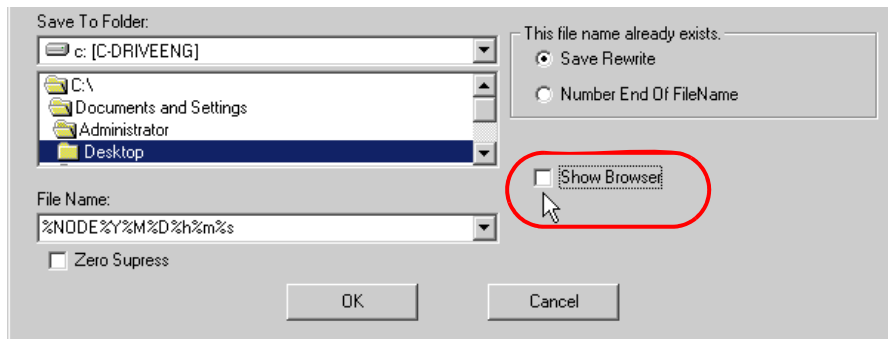 Save To Folder:
c: [C-DRIVEENG]
C:\
Documents and Settings
Administrator
Desktop
File Name:
%NODE%Y%M%D%h%m%s
Zero Supress
This file name already exists.
Save Rewrite
Number End Of FileName
Show Browser
OK
Cancel